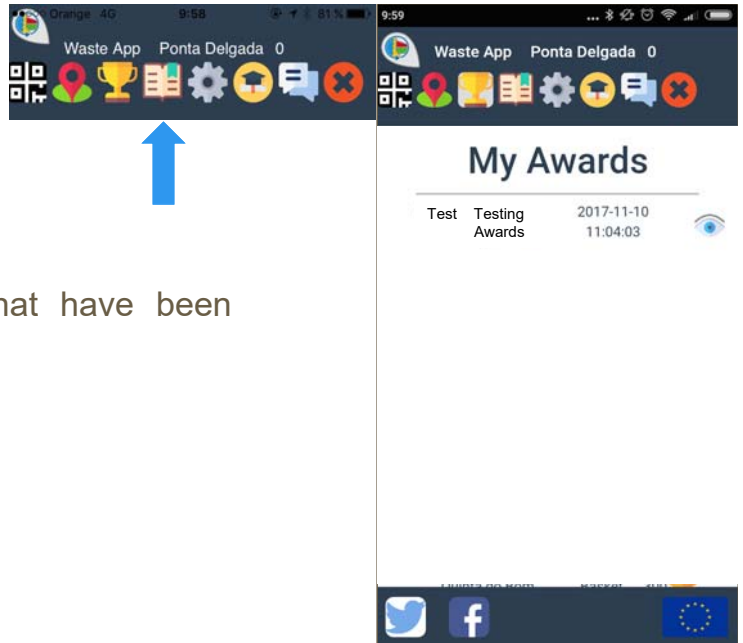 Orange 4G 9:58 81 %
Waste App Ponta Delgada 0
hat have been
9:59
Waste App Ponta Delgada 0
My Awards
Test Testing Awards 2017-11-10 11:04:03